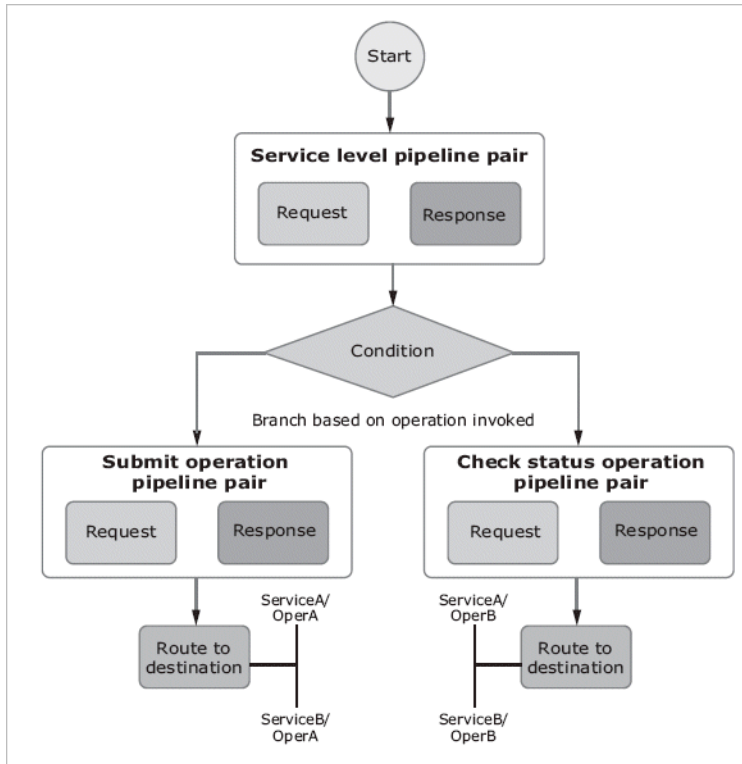 Start
Service level pipeline pair
Request
Response
Condition
Branch based on operation invoked
Submit operation
pipeline pair
Request
Response
Check status operation
pipeline pair
Request
Response
Route to
destination
ServiceA/
OperA
ServiceB/
OperA
ServiceA/
OperB
ServiceB/
OperB
Route to
destination